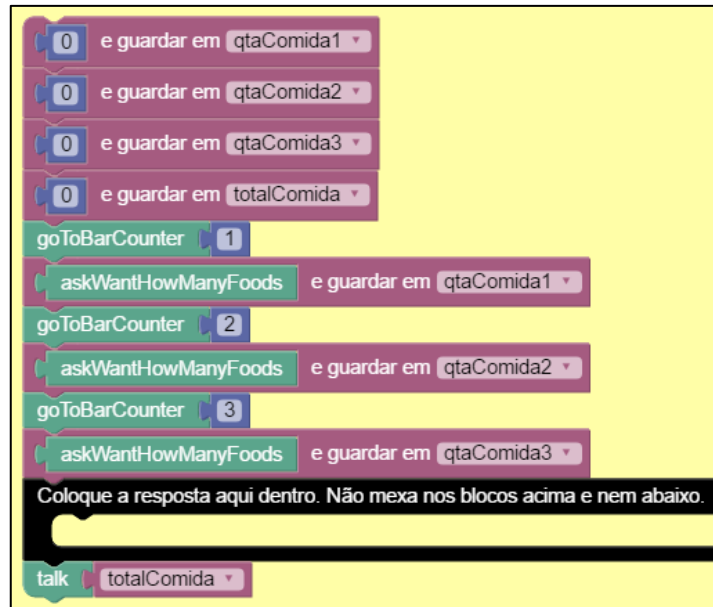 0 e guardar em qtaComida1
0 e guardar em qtaComida2
0 e guardar em qtaComida3
0 e guardar em totalComida
goToBarCounter 1
askWantHowManyFoods e guardar em qtaComida1
goToBarCounter 2
askWantHowManyFoods e guardar em qtaComida2
goToBarCounter 3
askWantHowManyFoods e guardar em qtaComida3
Coloque a resposta aqui dentro. Não mexa nos blocos acima e nem abaixo.
talk totalComida